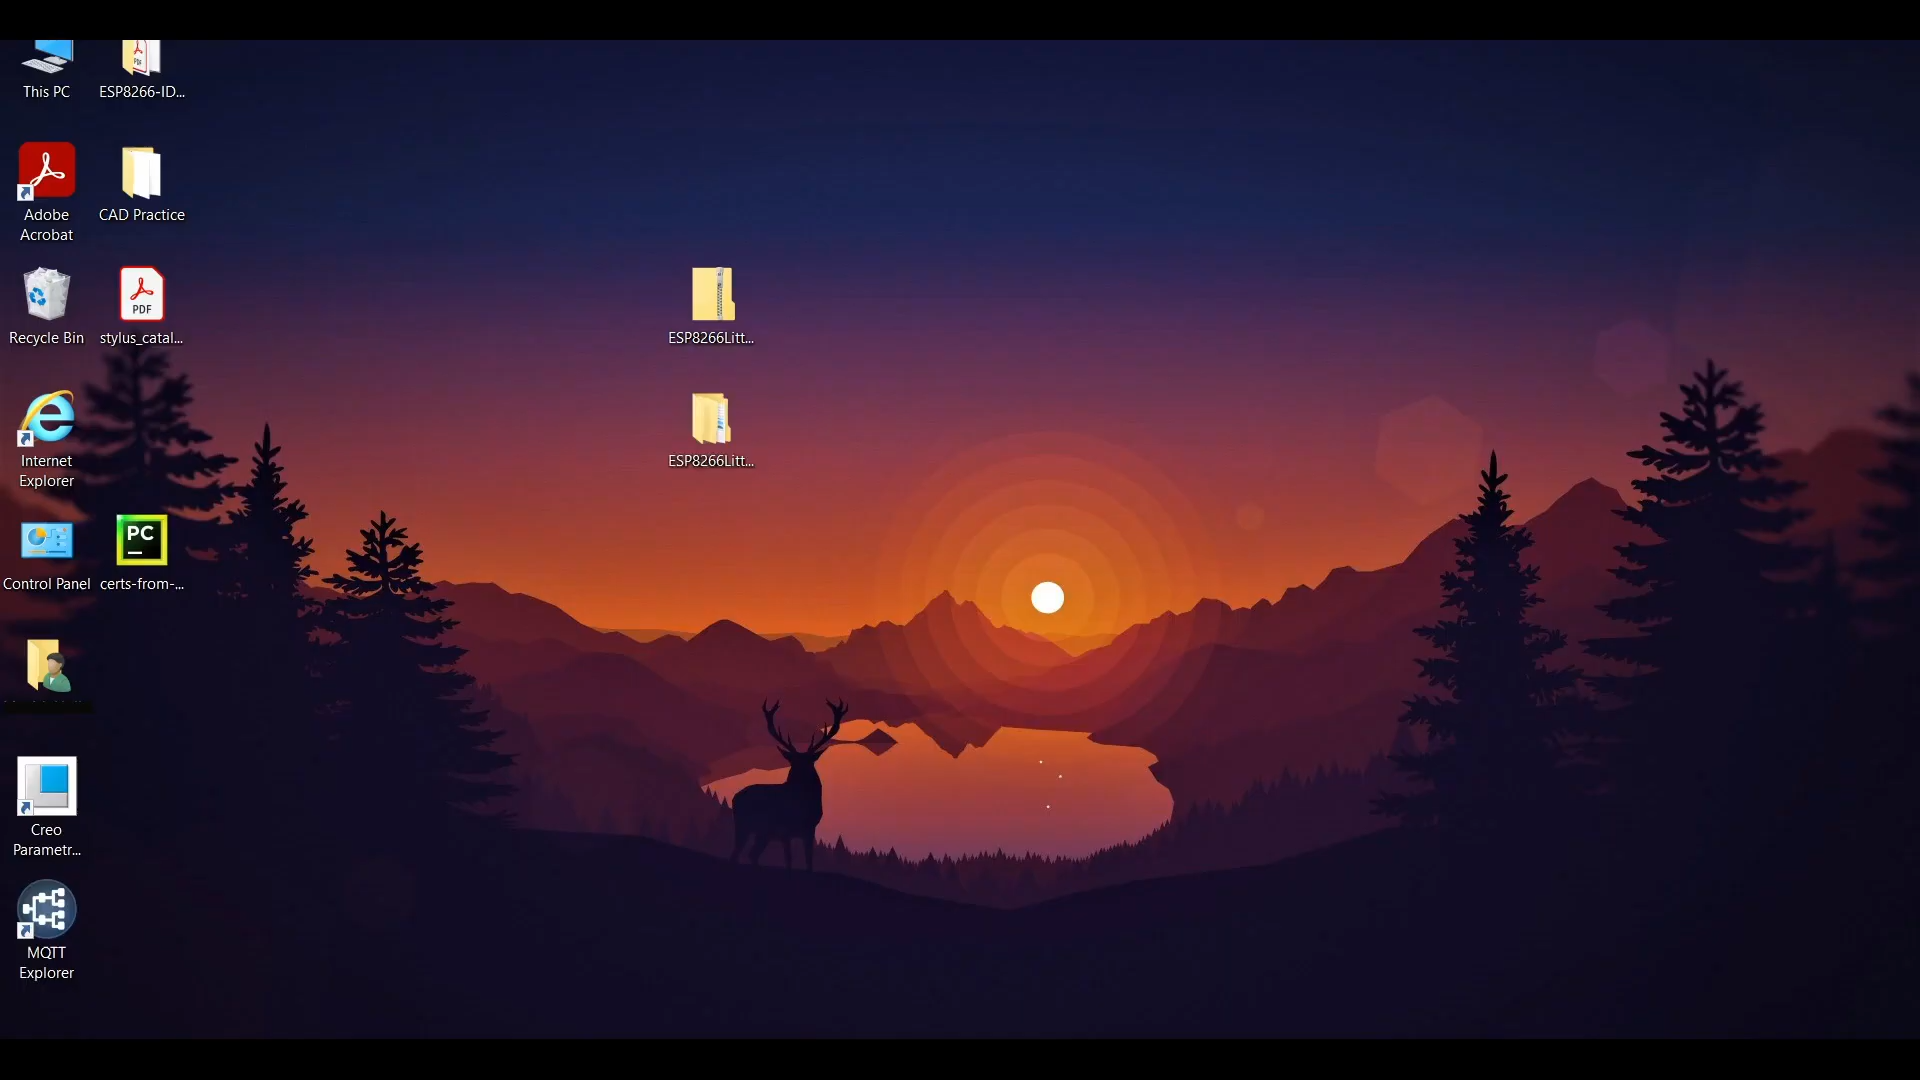 This PC
ESP8266-ID...
Adobe
Acrobat
CAD Practice
Recycle Bin
PDF
stylus_catal...
ESP8266Litt...
Internet
Explorer
ESP8266Litt...
Control Panel
PC
certs-from-...
Creo
Parametr...
MQTT
Explorer